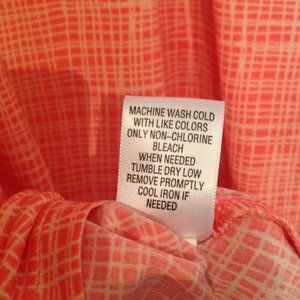 MACHINE WASH COLD
WITH LIKE COLORS
ONLY NON-CHLORINE
BLEACH
WHEN NEEDED
TUMBLE DRY LOW
REMOVE PROMPTLY
COOL IRON IF
NEEDED